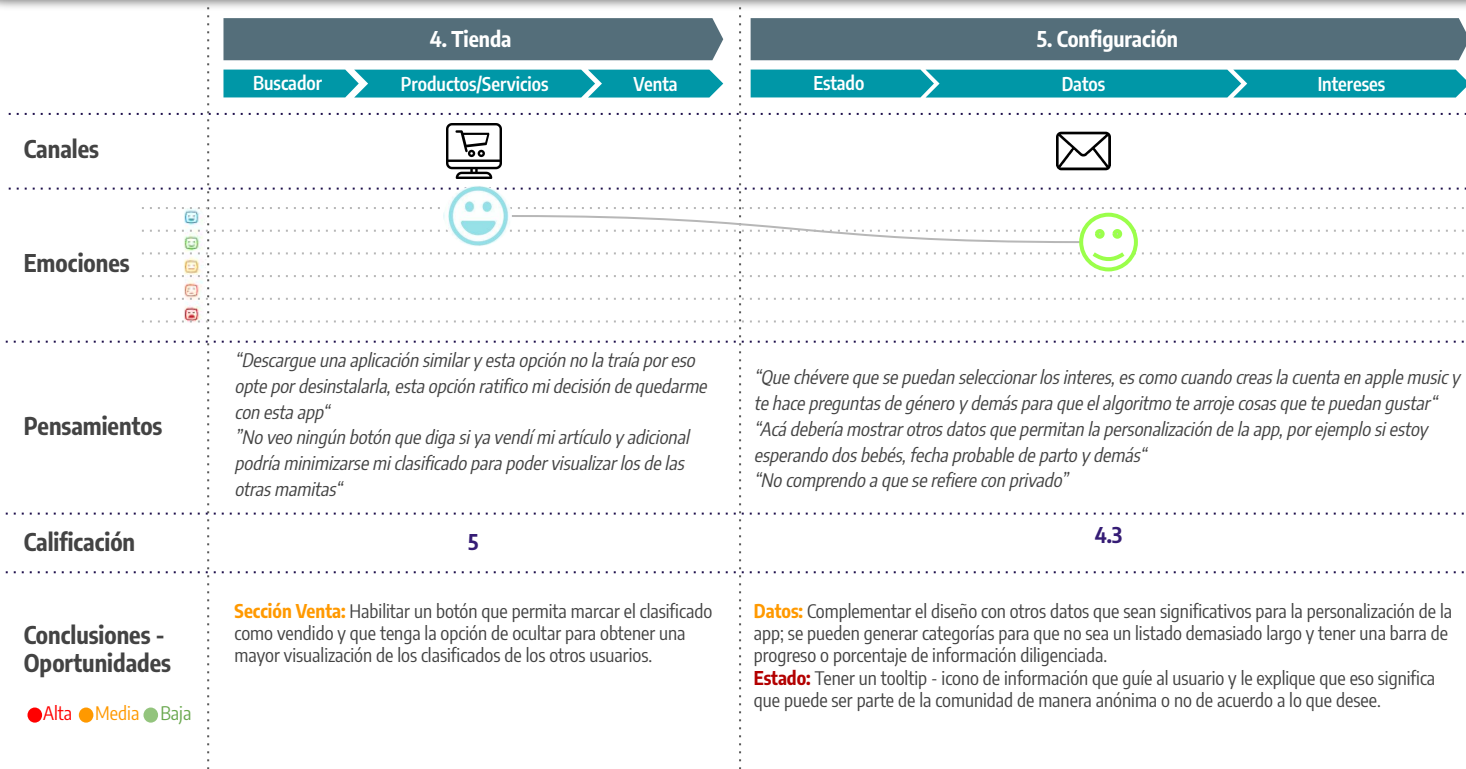 4. Tienda
5. Configuración
Buscador
Productos/Servicios
Venta
Estado
Datos
Intereses
Canales
Emociones
Pensamientos
“Descargue una aplicación similar y esta opción no la traía por eso
opte por desinstalarla, esta opción ratifico mi decisión de quedarme
con esta app“
”No veo ningún botón que diga si ya vendí mi artículo y adicional
podría minimizarse mi clasificado para poder visualizar los de las
otras mamitas“
“Que chévere que se puedan seleccionar los interes, es como cuando creas la cuenta en apple music y
te hace preguntas de género y demás para que el algoritmo te arroje cosas que te puedan gustar“
“Acá debería mostrar otros datos que permitan la personalización de la app, por ejemplo si estoy
esperando dos bebés, fecha probable de parto y demás“
“No comprendo a que se refiere con privado”
Calificación
5
4.3
Conclusiones -
Oportunidades
Alta Media Baja
Sección Venta: Habilitar un botón que permita marcar el clasificado
como vendido y que tenga la opción de ocultar para obtener una
mayor visualización de los clasificados de los otros usuarios.
Datos: Complementar el diseño con otros datos que sean significativos para la personalización de la
app; se pueden generar categorías para que no sea un listado demasiado largo y tener una barra de
progreso o porcentaje de información diligenciada.
Estado: Tener un tooltip - icono de información que guíe al usuario y le explique que eso significa
que puede ser parte de la comunidad de manera anónima o no de acuerdo a lo que desee.